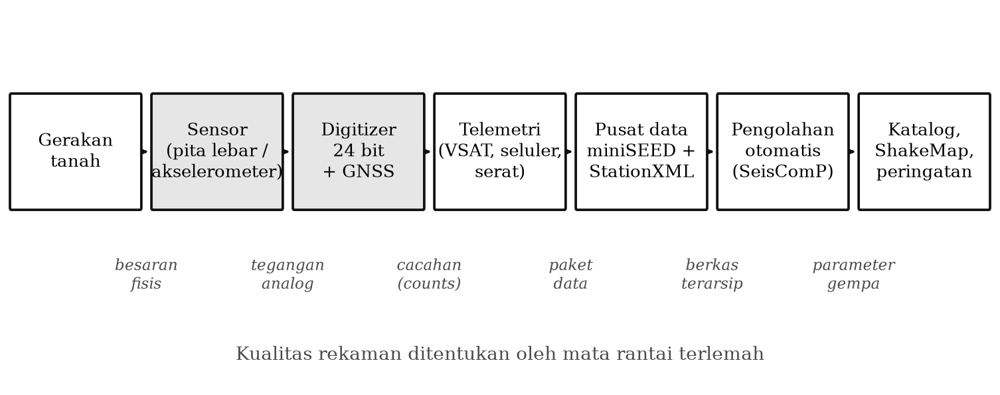 Gerakan
tanah
Sensor
(pita lebar /
akselerometer)
Digitizer
24 bit
+ GNSS
Telemetri
(VSAT, seluler,
serat)
Pusat data
miniSEED +
StationXML
Pengolahan
otomatis
(SeisComP)
Katalog,
ShakeMap,
peringatan
besaran
fisis
tegangan
analog
cacahan
(counts)
paket
data
berkas
terarsip
parameter
gempa
Kualitas rekaman ditentukan oleh mata rantai terlemah